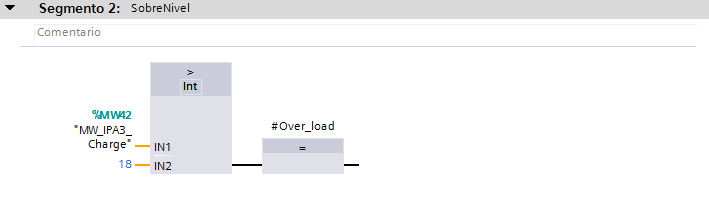 Segmento 2: SobreNivel
Comentario
>
Int
%MW42
"MW_IPA3_
Charge"
IN1
18
IN2
#Over_load
=